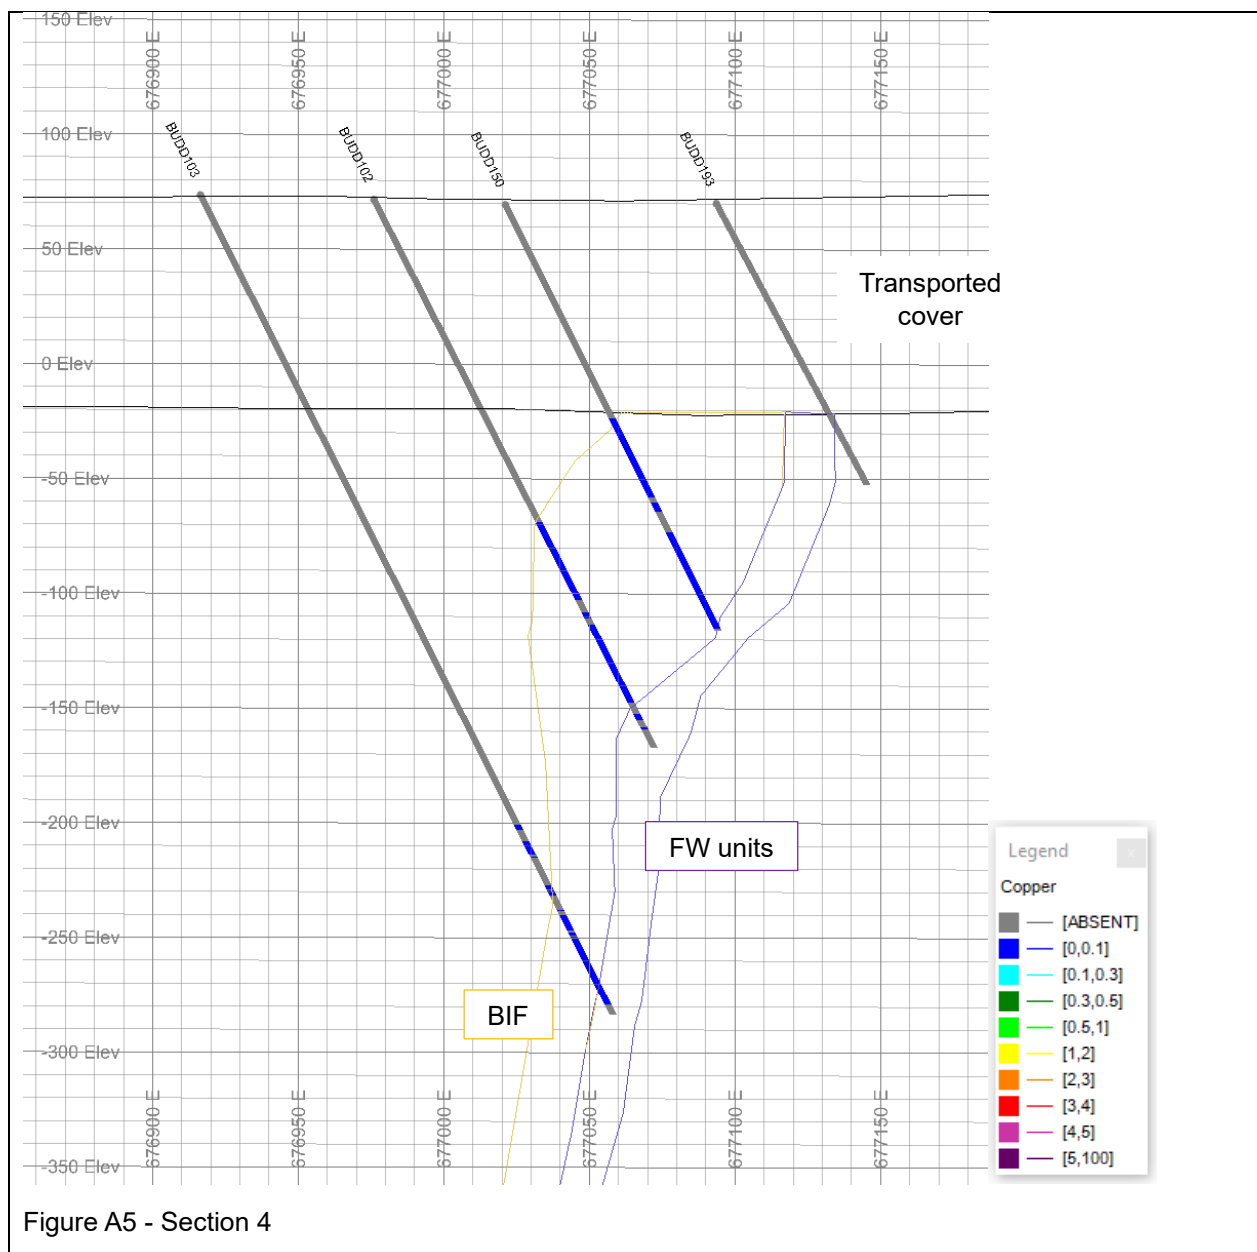 150 Elev
676900 E
676950 E
677000 E
677050 E
677100 E
677150 E
100 Elev
BUDD103
BUDD102
BUDD150
BUDD193
50 Elev
Transported
cover
0 Elev
-50 Elev
-100 Elev
-150 Elev
-200 Elev
FW units
-250 Elev
BIF
-300 Elev
676900 E
676950 E
677000 E
677050 E
677100 E
677150 E
-350 Elev
Legend
x
Copper
[ABSENT]
[0,0.1]
[0.1,0.3]
[0.3,0.5]
[0.5,1]
[1,2]
[2,3]
[3,4]
[4,5]
[5,100]
Figure A5 - Section 4